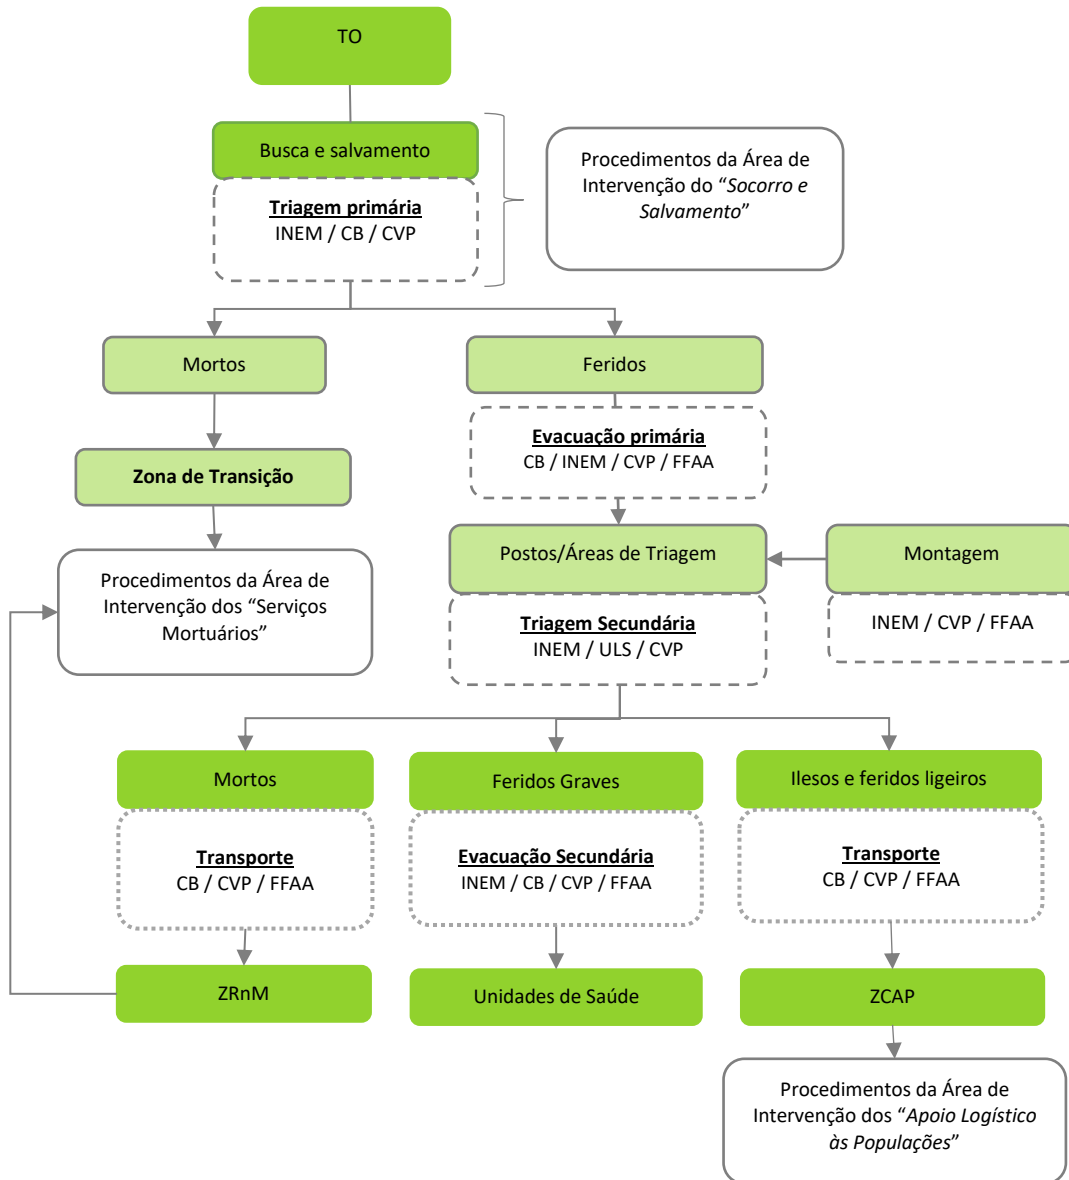 TO
Busca e salvamento
Triagem primária
INEM / CB / CVP
Procedimentos da Área de
Intervenção do “Socorro e
Salvamento”
Mortos
Feridos
Evacuação primária
CB / INEM / CVP / FFAA
Zona de Transição
Postos/Áreas de Triagem
Montagem
Procedimentos da Área de
Intervenção dos “Serviços
Mortuários”
Triagem Secundária
INEM / ULS / CVP
INEM / CVP / FFAA
Mortos
Feridos Graves
Ilesos e feridos ligeiros
Transporte
CB / CVP / FFAA
Evacuação Secundária
INEM / CB / CVP / FFAA
Transporte
CB / CVP / FFAA
ZRnM
Unidades de Saúde
ZCAP
Procedimentos da Área de
Intervenção dos “Apoio Logístico
às Populações”